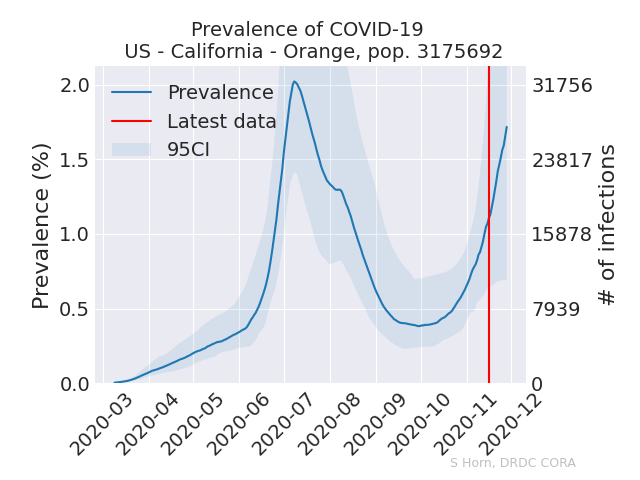 Prevalence of COVID-19
US - California - Orange, pop. 3175692
Prevalence
Latest data
95CI
Prevalence (%)
2.0
1.5
1.0
0.5
0.0
31756
23817
15878
7939
0
# of infections
2020-03
2020-04
2020-05
2020-06
2020-07
2020-08
2020-09
2020-10
2020-11
2020-12
S Horn, DRDC CORA